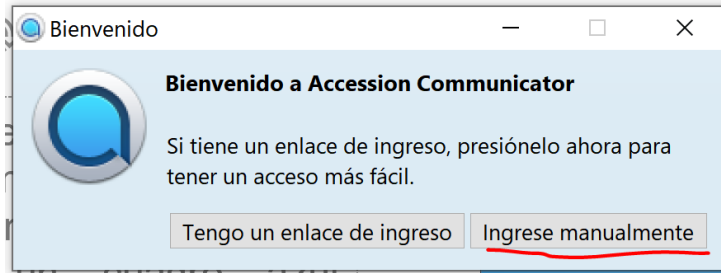 Bienvenido
Bienvenido a Accession Communicator
Si tiene un enlace de ingreso, presiónelo ahora para
tener un acceso más fácil.
Tengo un enlace de ingreso
Ingrese manualmente